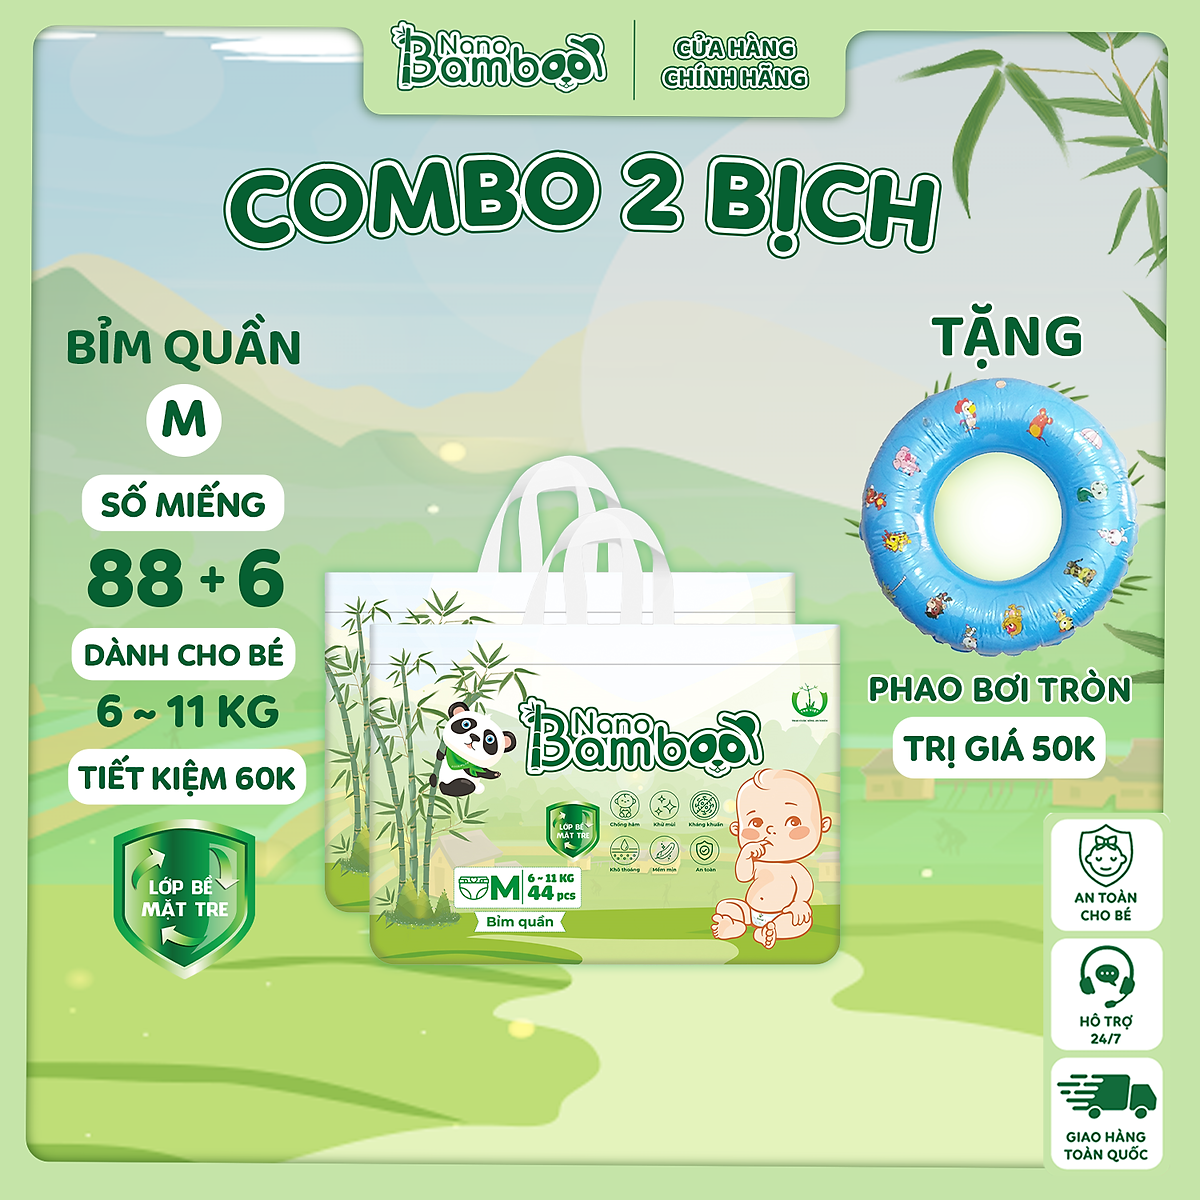 Nano
Bamboo
CỬA HÀNG
CHÍNH HÃNG
COMBO 2 BỊCH
BỈM QUẦN
M
SỐ MIẾNG
88 + 6
DÀNH CHO BÉ
6 ~ 11 KG
TIẾT KIỆM 60K
LỚP BỀ
MẶT TRE
TẶNG
PHAO BƠI TRÒN
TRỊ GIÁ 50K
Nano
Bamboo
LỚP BỀ
MẶT TRE
Chống hăm
Khử mùi
Kháng khuẩn
Khô thoáng
Mềm mịn
An toàn
M
6 ~ 11 KG
44 pcs
Bỉm quần
AN TOÀN
CHO BÉ
HỖ TRỢ
24/7
GIAO HÀNG
TOÀN QUỐC